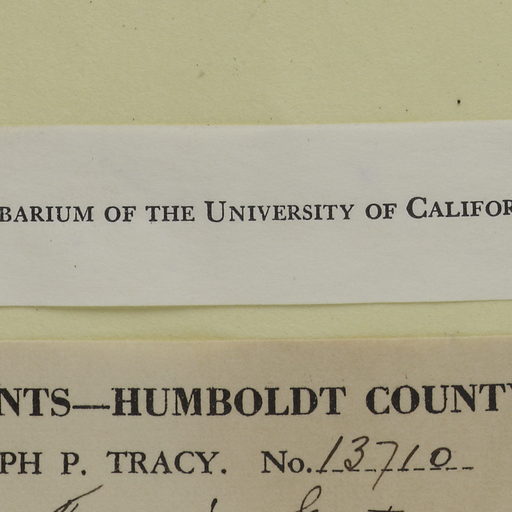 BARIUM OF THE UNIVERSITY OF CALIFOR
NTS—HUMBOLDT COUNTY
PH P. TRACY. No. 13710